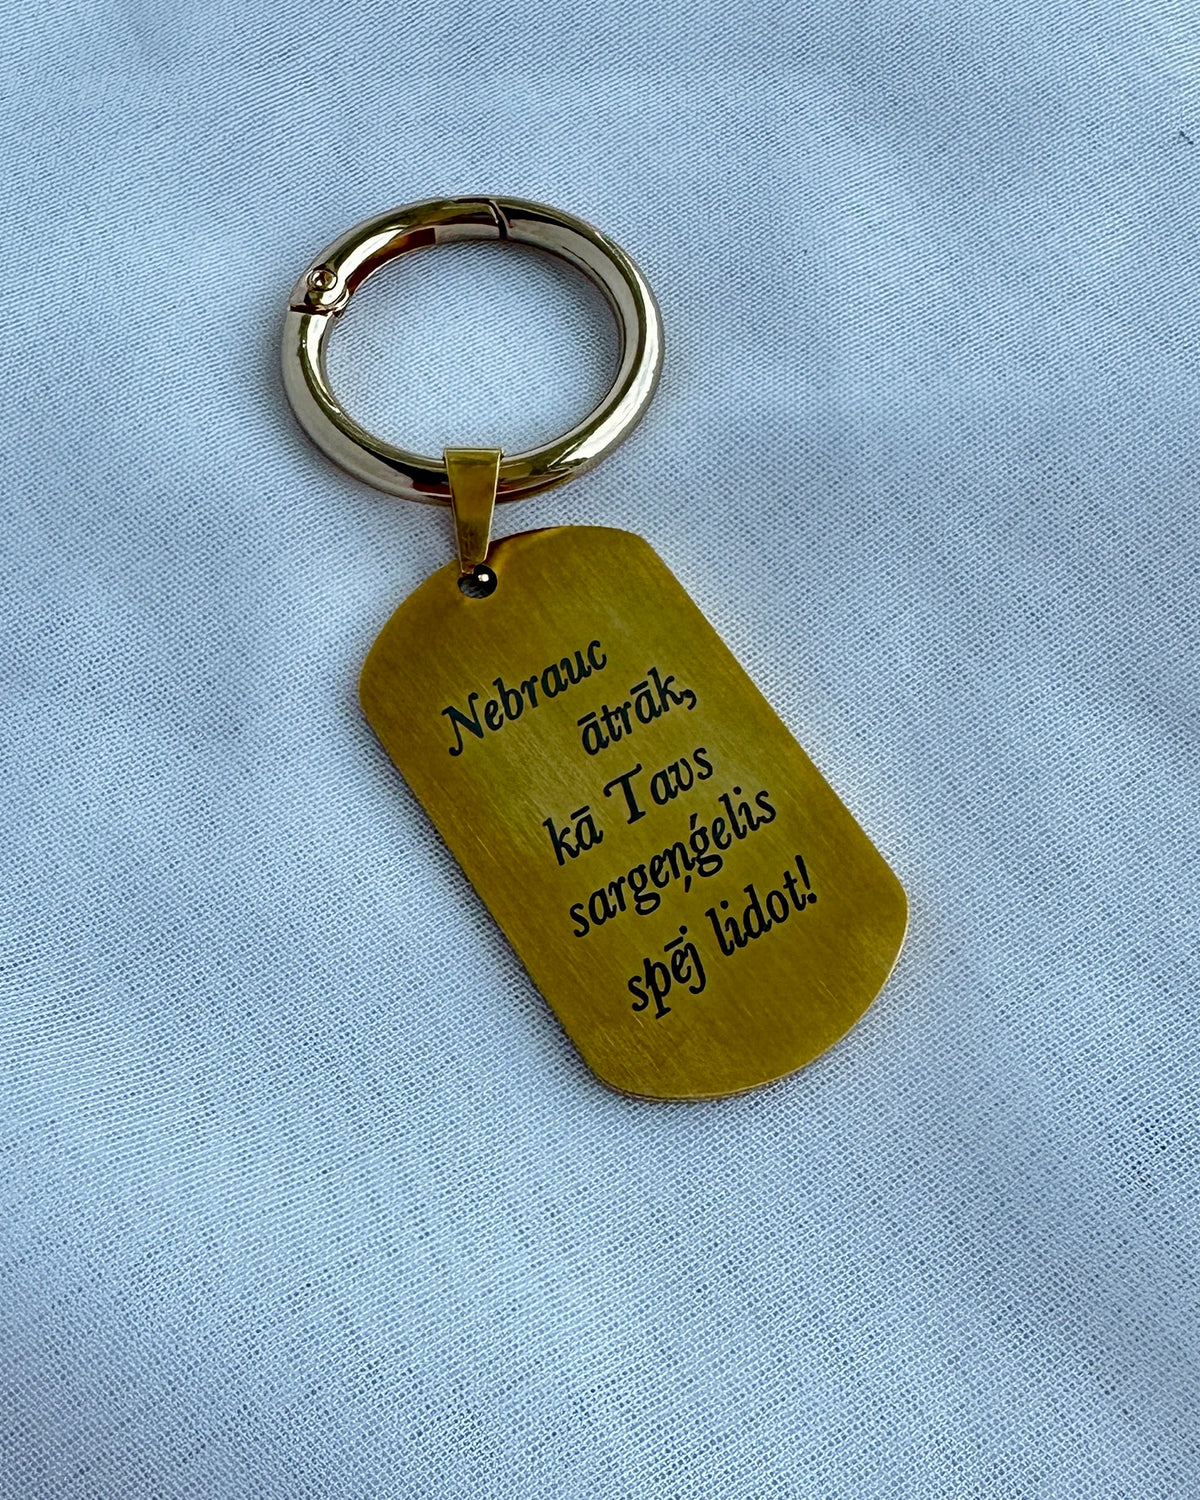 Nebrauc
ātrāk,
kā Tavs
sargeņģelis
spēj lidot!